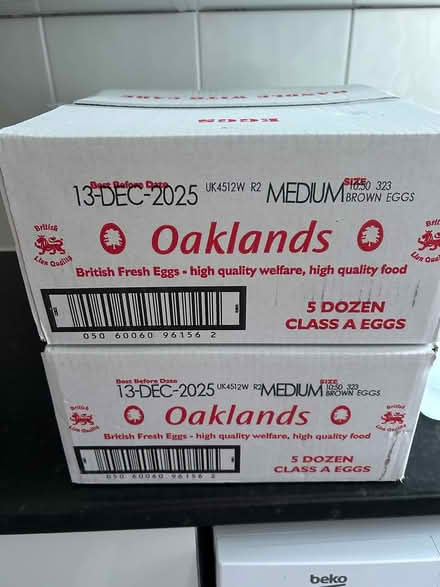 HANDLE WITH CARE
EGGS
Best Before Date SIZE
13-DEC-2025 UK4512W R2 MEDIUM 10:50 323
BROWN EGGS
British
Lion Quality
Oaklands
British
Lion Quality
British Fresh Eggs - high quality welfare, high quality food
050 60060 96156 2
5 DOZEN
CLASS A EGGS
Best Before Date SIZE
13-DEC-2025 UK4512W R2 MEDIUM 10:50 323
BROWN EGGS
British
Lion Quality
Oaklands
British
Lion Quality
British Fresh Eggs - high quality welfare, high quality food
050 60060 96156 2
5 DOZEN
CLASS A EGGS
beko